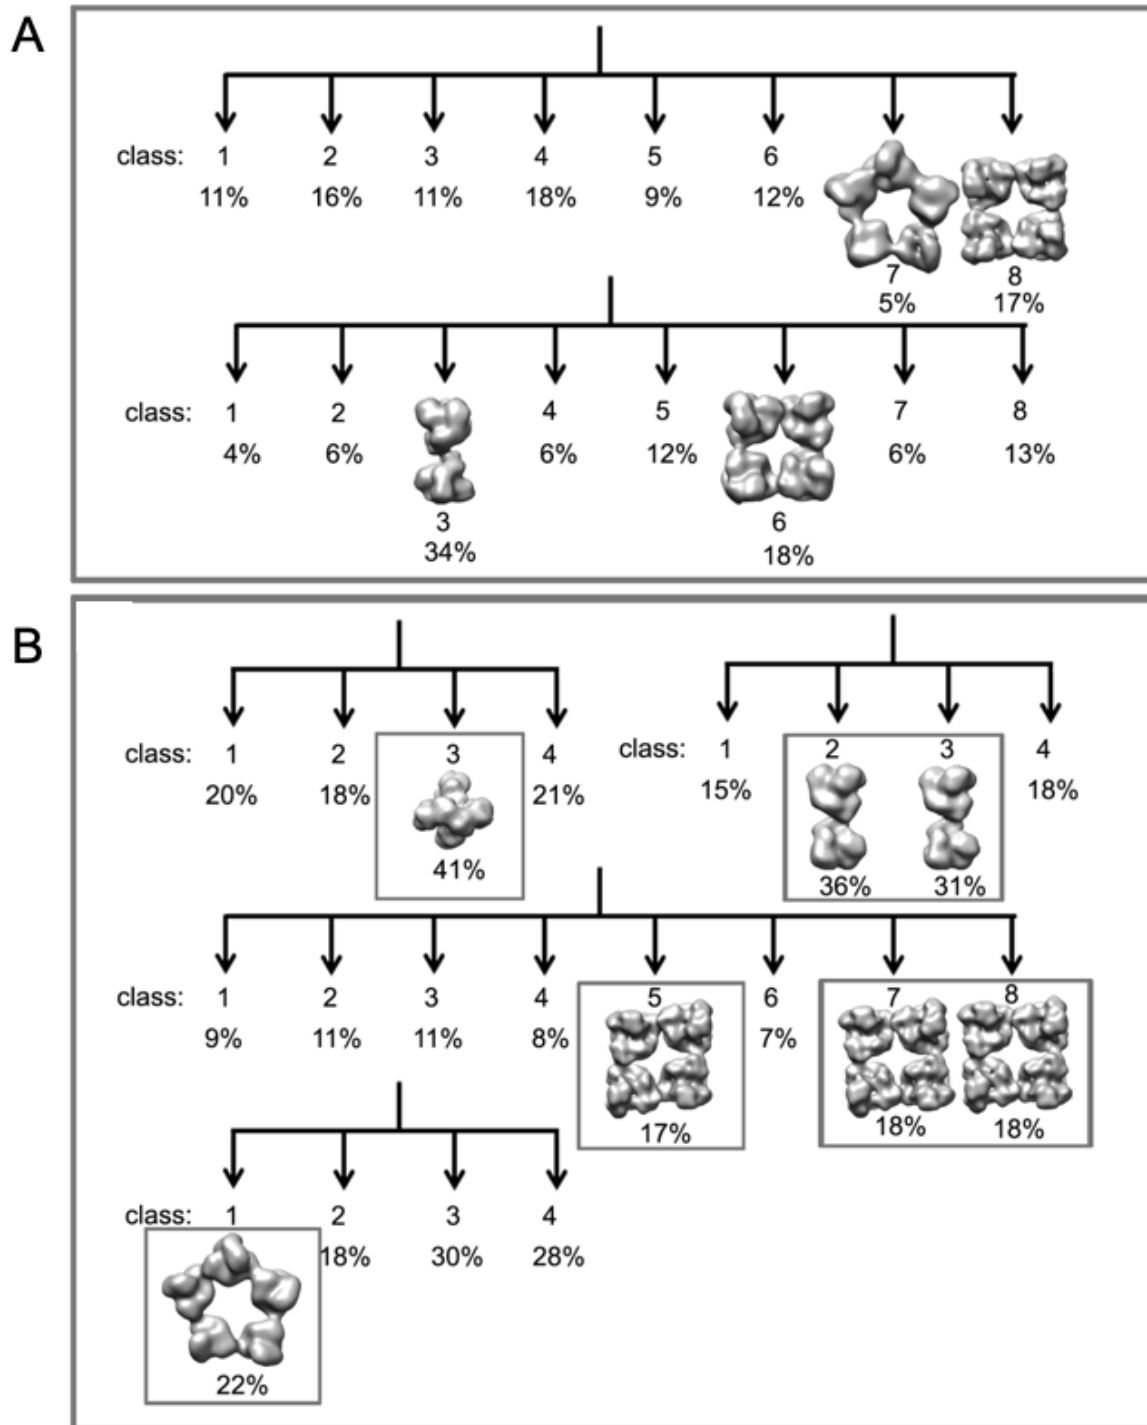 A
class: 1 2 3 4 5 6
11% 16% 11% 18% 9% 12%
7 8
5% 17%
class: 1 2 4 5 7 8
4% 6% 6% 12% 6% 13%
3 6
34% 18%
B
class: 1 2 3 4
20% 18% 21%
41%
class: 1 2 3 4
15% 18%
36% 31%
class: 1 2 3 4 5 6 7 8
9% 11% 11% 8% 7%
17% 18% 18%
class: 1 2 3 4
18% 30% 28%
22%